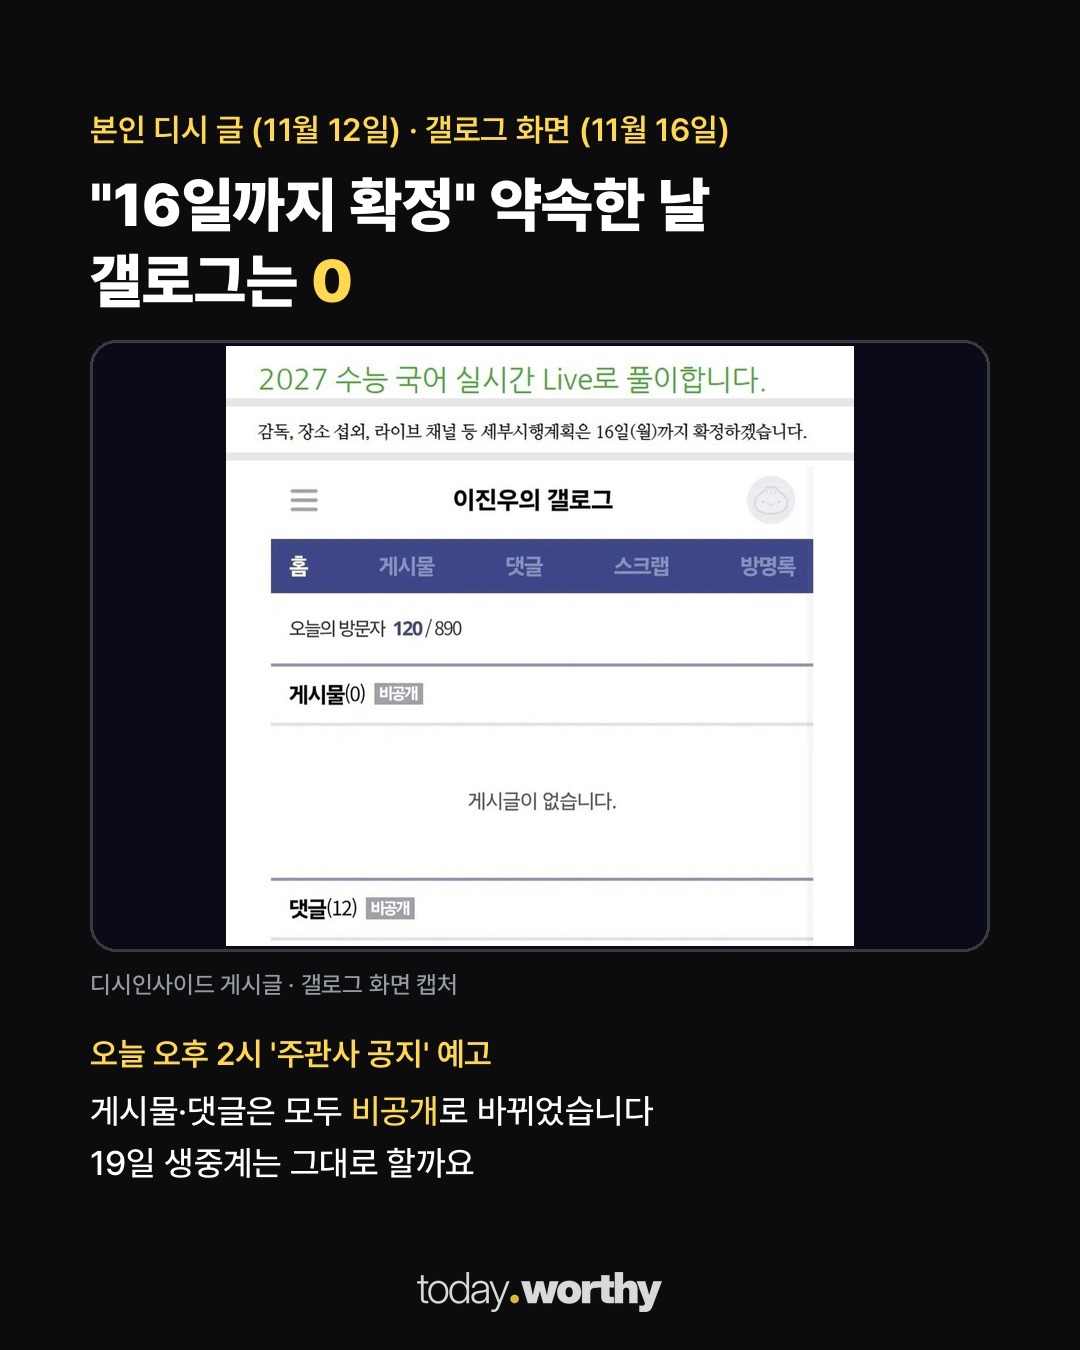 본인 디시 글 (11월 12일) · 갤로그 화면 (11월 16일)
"16일까지 확정" 약속한 날
갤로그는 0
2027 수능 국어 실시간 Live로 풀이합니다.
감독, 장소 섭외, 라이브 채널 등 세부시행계획은 16일(월)까지 확정하겠습니다.
이진우의 갤로그
홈 게시물 댓글 스크랩 방명록
오늘의 방문자 120 / 890
게시물(0) 비공개
게시글이 없습니다.
댓글(12) 비공개
디시인사이드 게시글 · 갤로그 화면 캡처
오늘 오후 2시 '주관사 공지' 예고
게시물·댓글은 모두 비공개로 바뀌었습니다
19일 생중계는 그대로 할까요
today.worthy